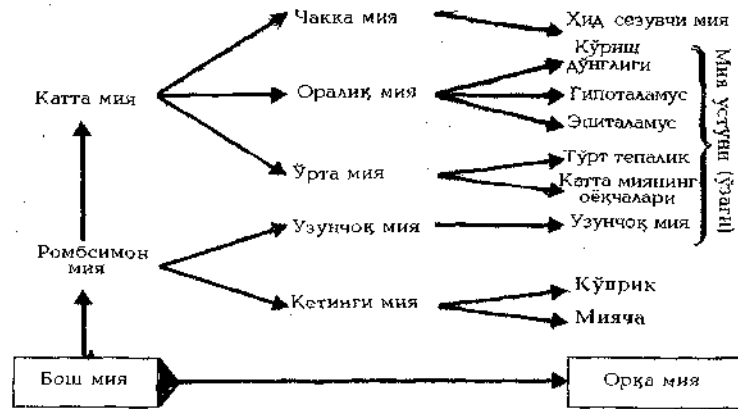 Чакка мия
Ҳид сезувчи мия
Кўриш
дўнглиги
Катта мия
Оралиқ мия
Гипоталамус
Эпиталамус
Ўрта мия
Тўрт тепалик
Катта миянинг
оёқчалари
Узунчоқ мия
Узунчоқ мия
Мия устуни (ўзаги)
Ромбсимон
мия
Кетинги мия
Кўприк
Мияча
Бош мия
Орқа мия